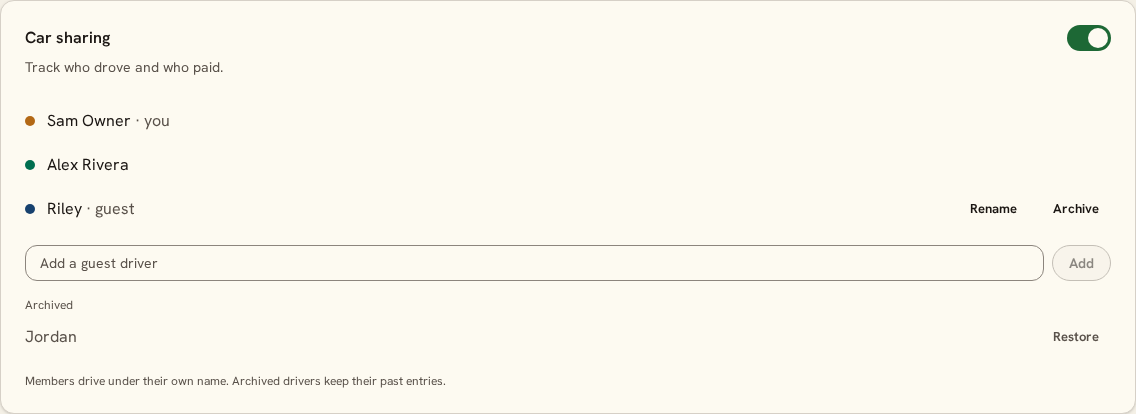 Car sharing
Track who drove and who paid.
Sam Owner · you
Alex Rivera
Riley · guest
Rename
Archive
Add a guest driver
Add
Archived
Jordan
Restore
Members drive under their own name. Archived drivers keep their past entries.